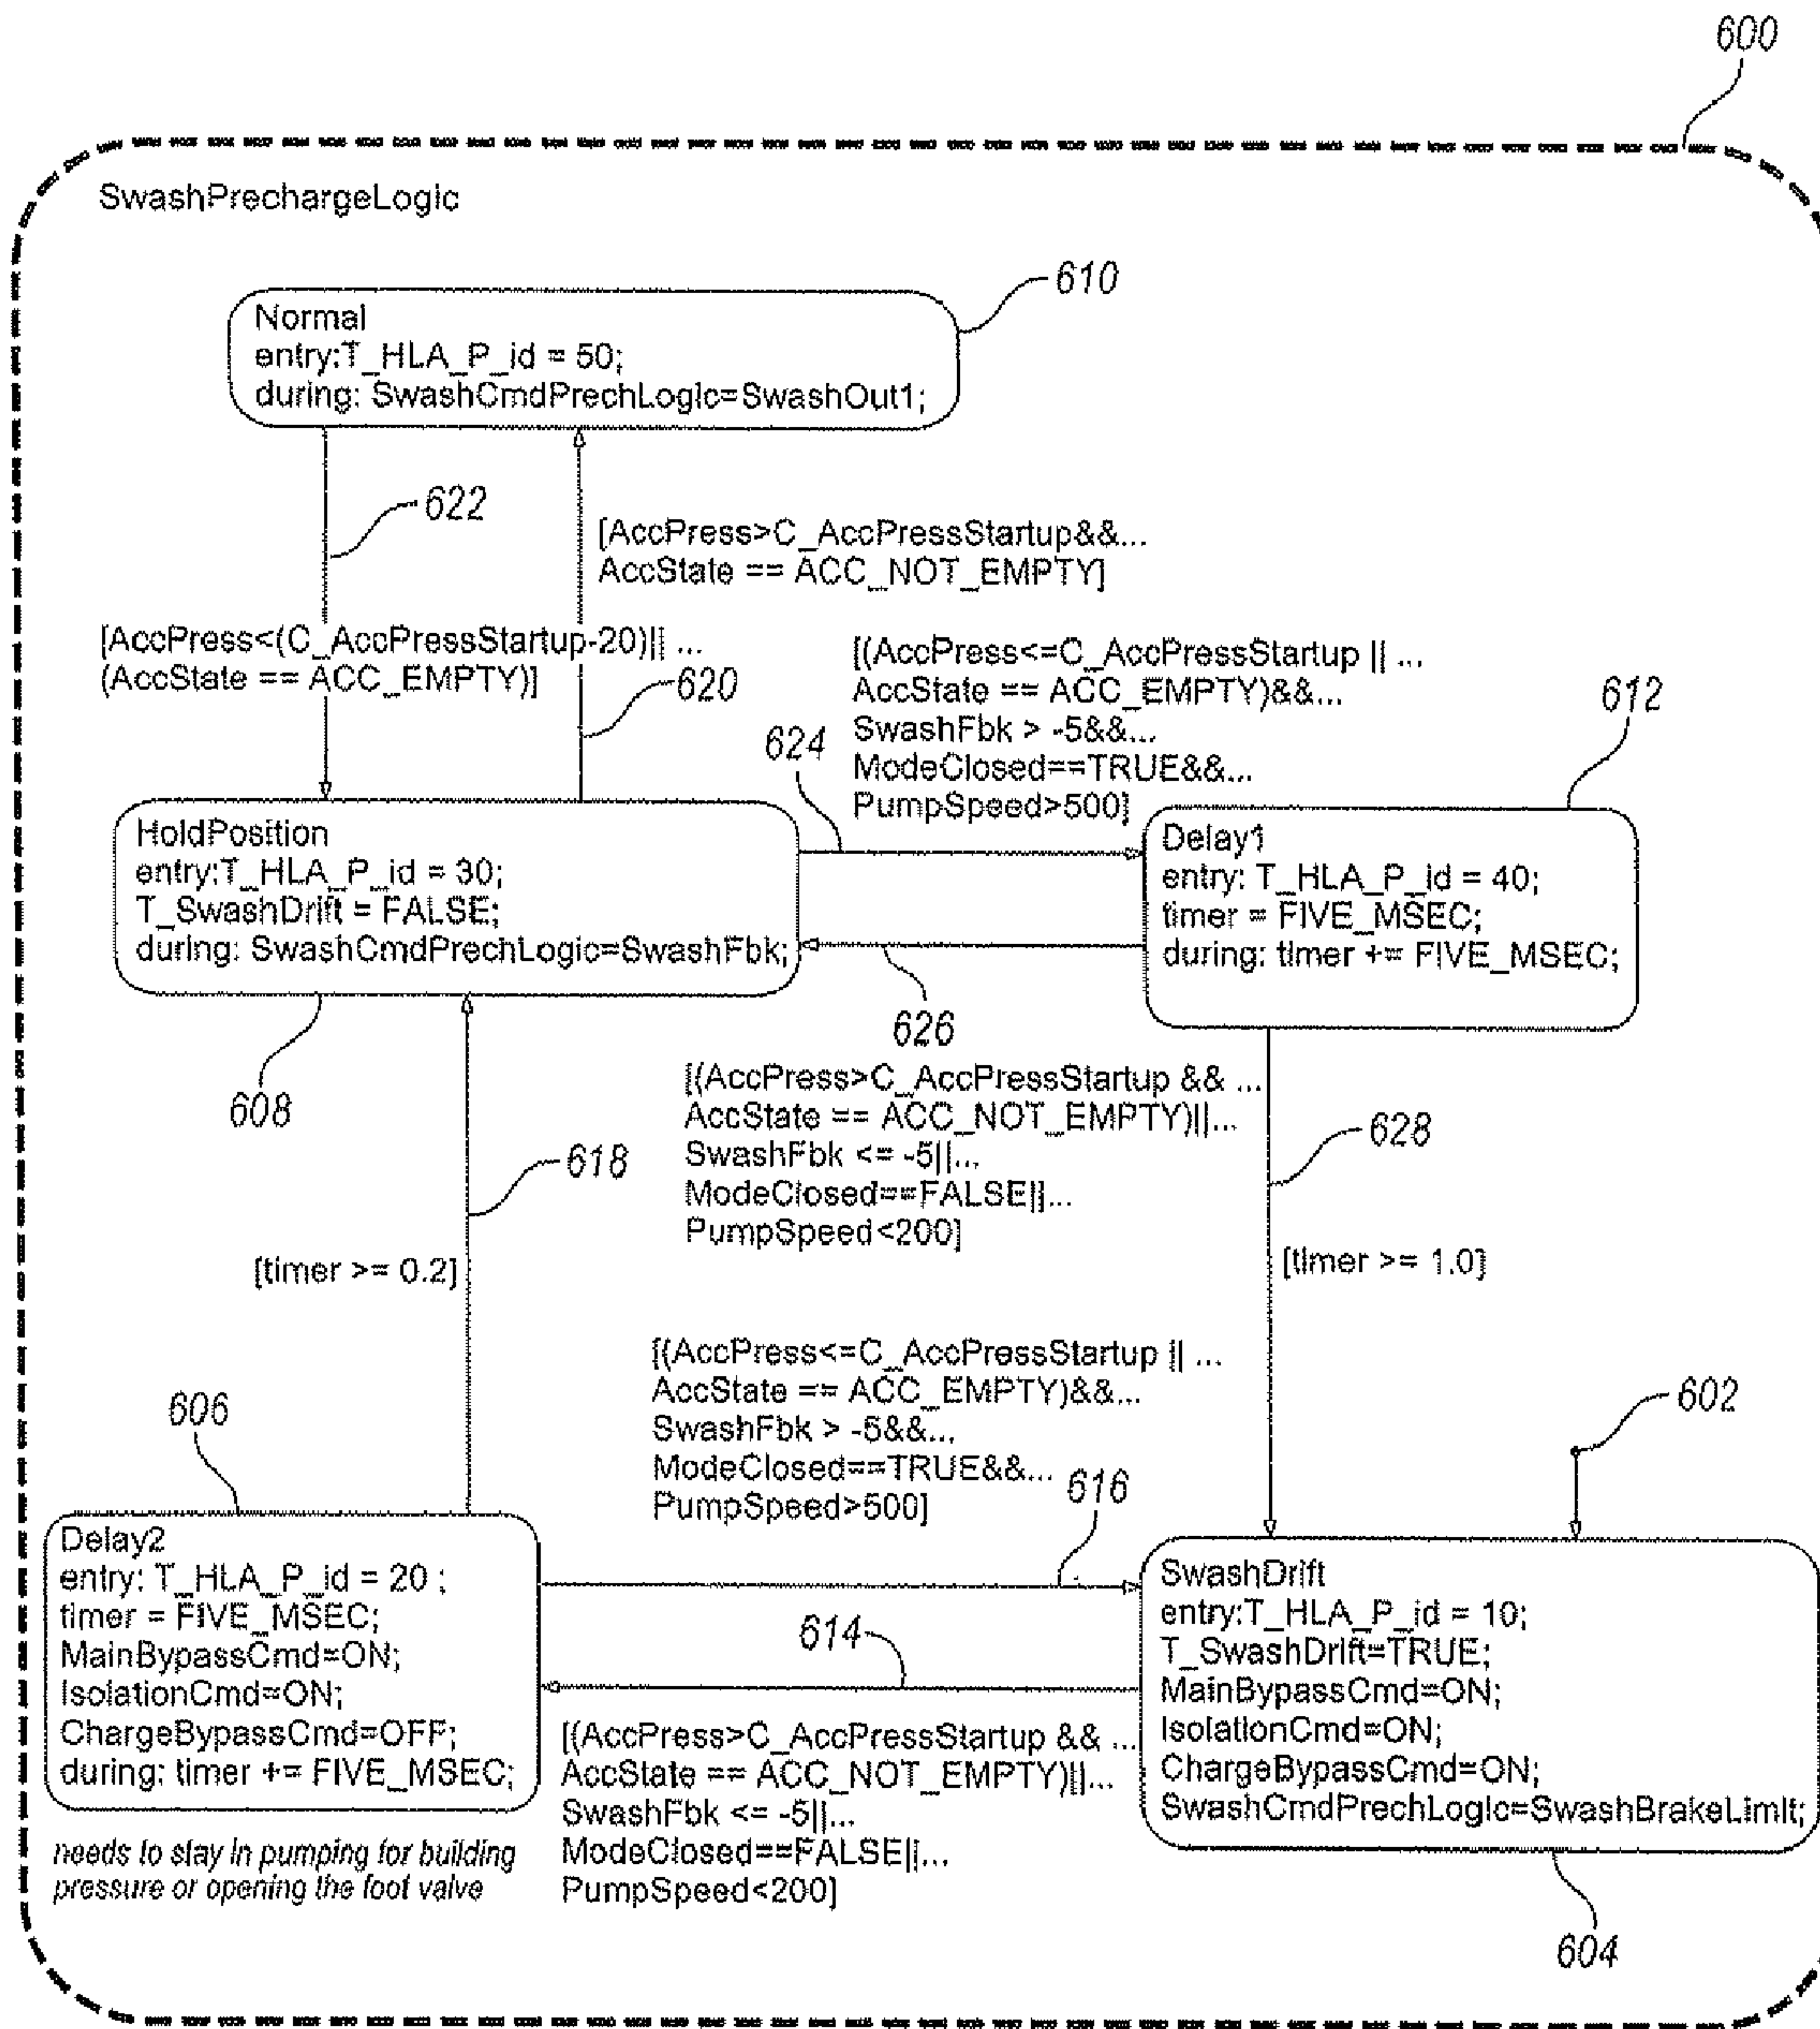 600
SwashPrechargeLogic
610
Normal
entry:T_HLA_P_id = 50;
during: SwashCmdPrechLogic=SwashOut1;
622
[AccPress>C_AccPressStartup&&...
AccState == ACC_NOT_EMPTY]
[AccPress<(C_AccPressStartup-20)|| ...
(AccState == ACC_EMPTY)]
620
[(AccPress<=C_AccPressStartup || ...
AccState == ACC_EMPTY)&&...
SwashFbk > -5&&...
ModeClosed==TRUE&&...
PumpSpeed>500]
624
612
HoldPosition
entry:T_HLA_P_id = 30;
T_SwashDrift = FALSE;
during: SwashCmdPrechLogic=SwashFbk;
Delay1
entry: T_HLA_P_id = 40;
timer = FIVE_MSEC;
during: timer += FIVE_MSEC;
626
608
[(AccPress>C_AccPressStartup && ...
AccState == ACC_NOT_EMPTY)||...
SwashFbk <= -5||...
ModeClosed==FALSE||...
PumpSpeed<200]
628
618
[timer >= 0.2]
[timer >= 1.0]
[(AccPress<=C_AccPressStartup || ...
AccState == ACC_EMPTY)&&...
SwashFbk > -5&&...
ModeClosed==TRUE&&...
PumpSpeed>500]
602
606
616
Delay2
entry: T_HLA_P_id = 20 ;
timer = FIVE_MSEC;
MainBypassCmd=ON;
IsolationCmd=ON;
ChargeBypassCmd=OFF;
during: timer += FIVE_MSEC;
614
SwashDrift
entry:T_HLA_P_id = 10;
T_SwashDrift=TRUE;
MainBypassCmd=ON;
IsolationCmd=ON;
ChargeBypassCmd=ON;
SwashCmdPrechLogic=SwashBrakeLimit;
[(AccPress>C_AccPressStartup && ...
AccState == ACC_NOT_EMPTY)||...
SwashFbk <= -5||...
ModeClosed==FALSE||...
PumpSpeed<200]
needs to stay in pumping for building
pressure or opening the foot valve
604